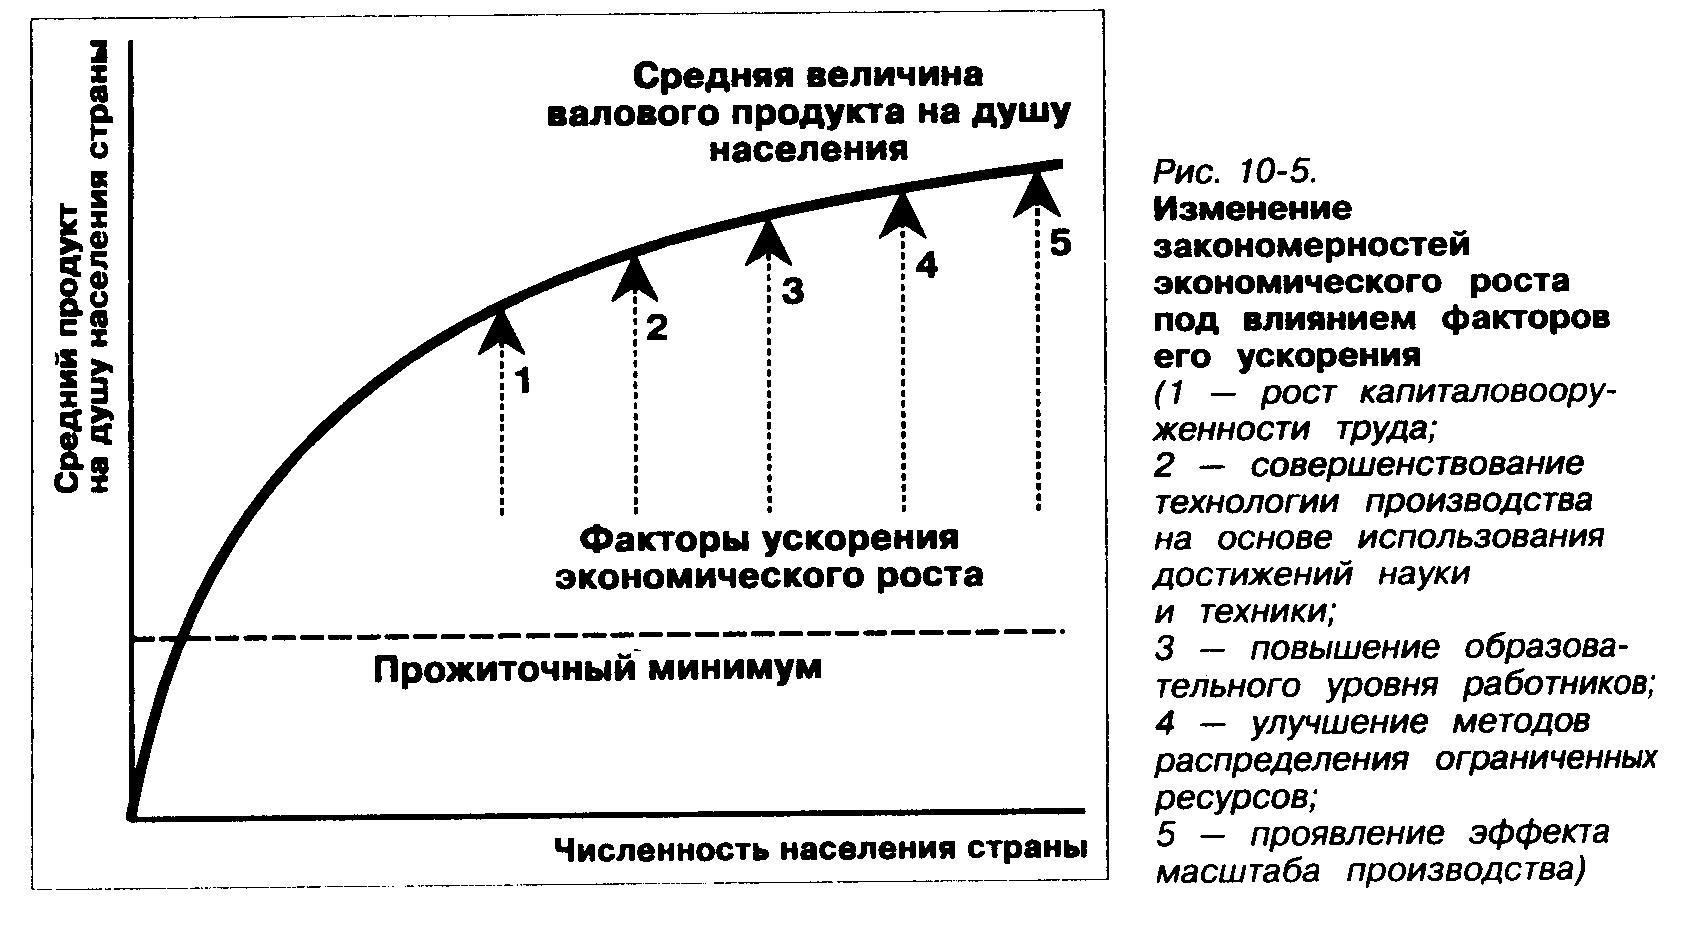 Средний продукт
на душу населения страны
Средняя величина
валового продукта на душу
населения
1
2
3
4
5
Факторы ускорения
экономического роста
Прожиточный минимум
Численность населения страны
Рис. 10-5.
Изменение
закономерностей
экономического роста
под влиянием факторов
его ускорения
(1 — рост капиталовоору-
женности труда;
2 — совершенствование
технологии производства
на основе использования
достижений науки
и техники;
3 — повышение образова-
тельного уровня работников;
4 — улучшение методов
распределения ограниченных
ресурсов;
5 — проявление эффекта
масштаба производства)